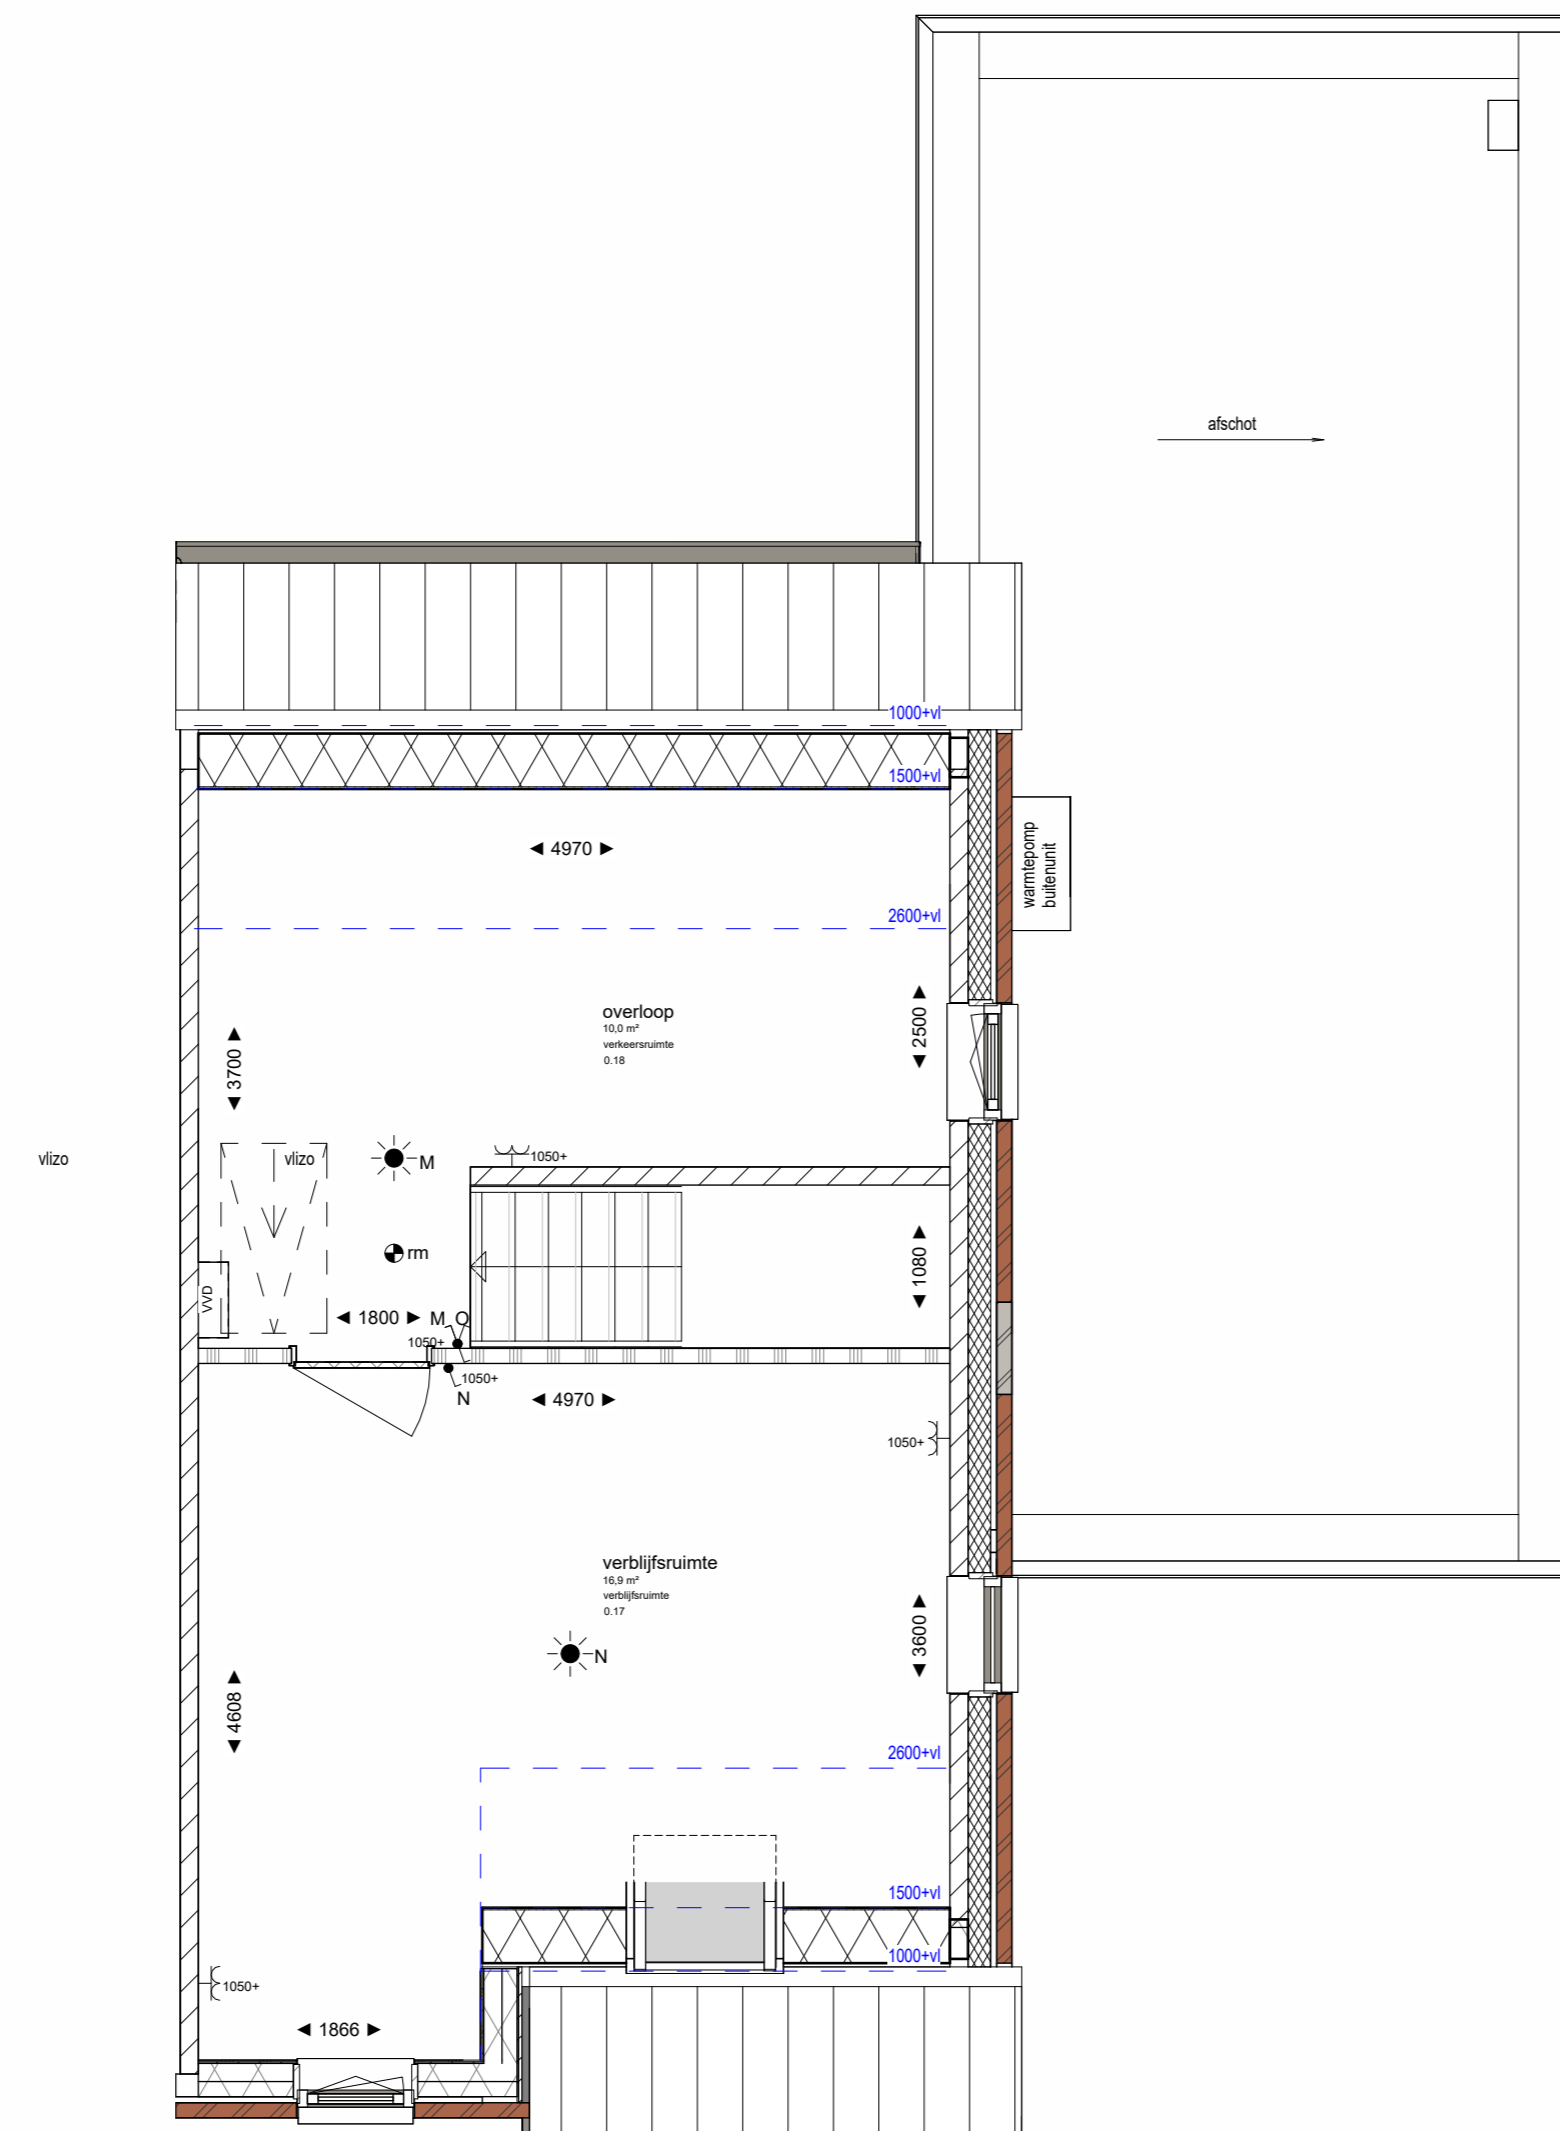 afschot
1000+vl
1500+vl
◄ 4970 ►
warmtepomp
buitenunit
2600+vl
overloop
10,0 m²
verkeersruimte
0.18
◄ 2500 ►
◄ 3700 ►
vlizo
vlizo
M
1050+
rm
◄ 1080 ►
VVD
◄ 1800 ►
M O
1050+
1050+
N
◄ 4970 ►
1050+
verblijfsruimte
16,9 m²
verblijfsruimte
0.17
◄ 3600 ►
N
◄ 4608 ►
2600+vl
1500+vl
1000+vl
1050+
◄ 1866 ►